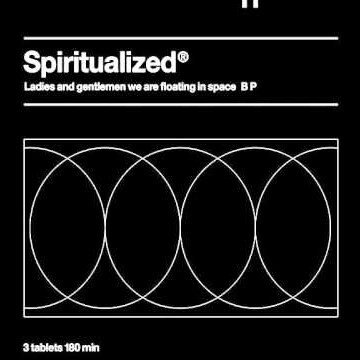 Spiritualized®
Ladies and gentlemen we are floating in space B P
3 tablets 180 min